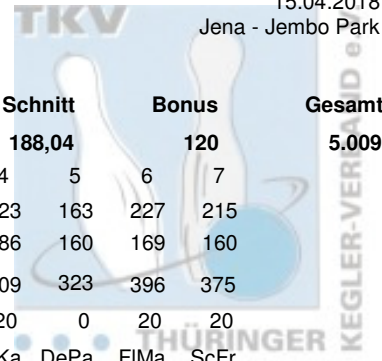 15.04.2018
TKV
Jena - Jembo Park
Schnitt Bonus Gesamt
188,04 120 5.009
4 5 6 7
23 163 227 215
86 160 169 160
09 323 396 375
20 0 20 20
THÜRINGER
KEGLER-VERBAND e.V.
Ka DePa FlMa ScFr